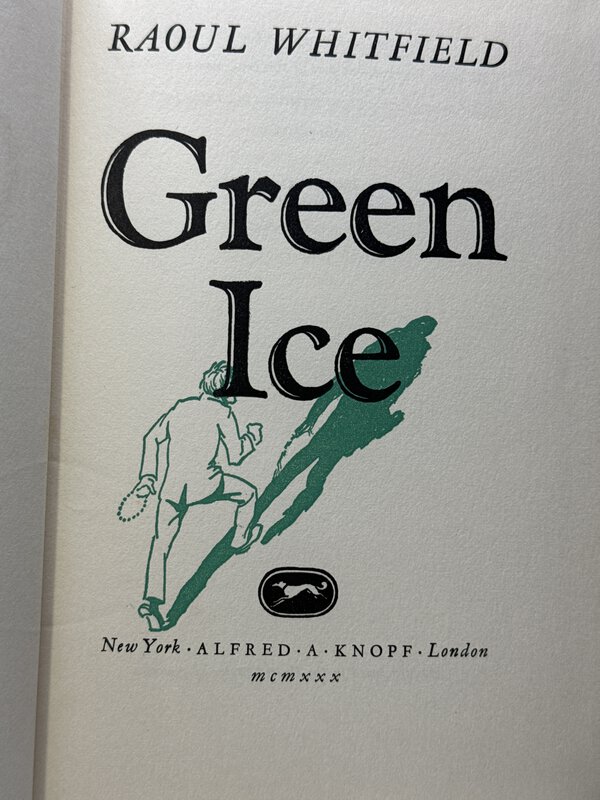 RAOUL WHITFIELD
Green
Ice
New York · ALFRED · A · KNOPF · London
mcmxxx